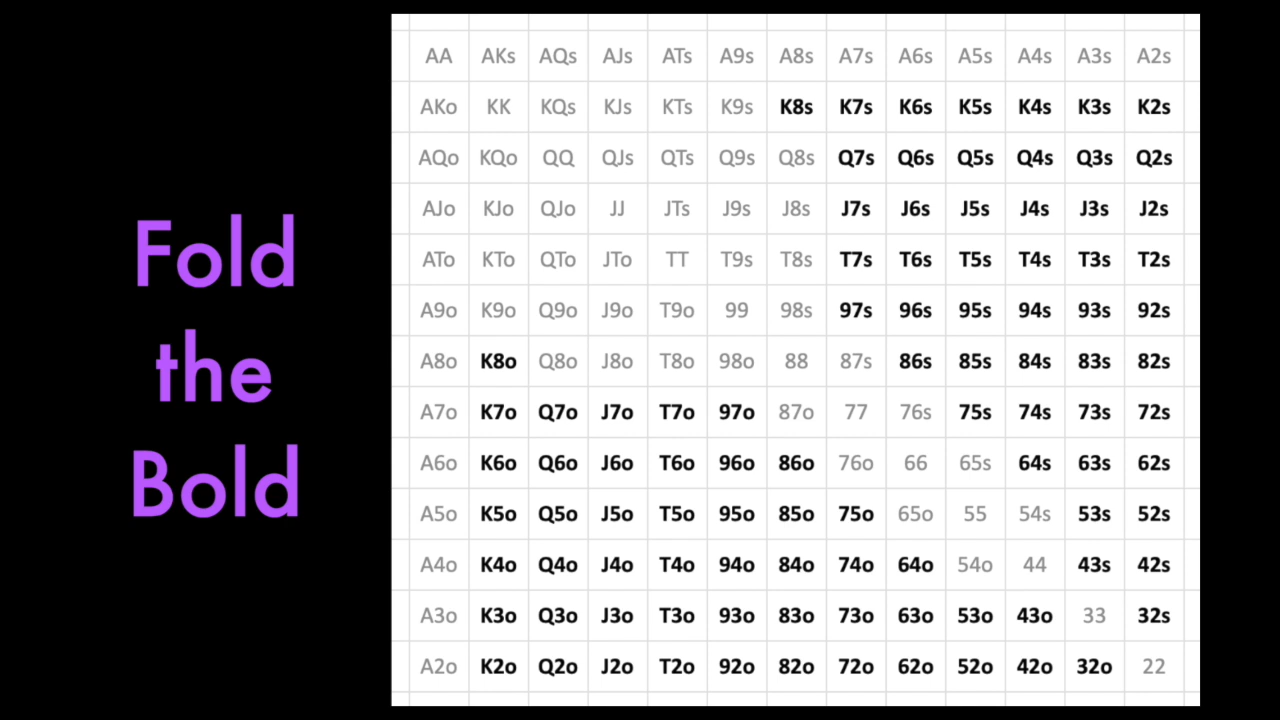 Fold
the
Bold
AA AKs AQs AJs ATs A9s A8s A7s A6s A5s A4s A3s A2s
AKo KK KQs KJs KTs K9s K8s K7s K6s K5s K4s K3s K2s
AQo KQo QQ QJs QTs Q9s Q8s Q7s Q6s Q5s Q4s Q3s Q2s
AJo KJo QJo JJ JTs J9s J8s J7s J6s J5s J4s J3s J2s
ATo KTo QTo JTo TT T9s T8s T7s T6s T5s T4s T3s T2s
A9o K9o Q9o J9o T9o 99 98s 97s 96s 95s 94s 93s 92s
A8o K8o Q8o J8o T8o 98o 88 87s 86s 85s 84s 83s 82s
A7o K7o Q7o J7o T7o 97o 87o 77 76s 75s 74s 73s 72s
A6o K6o Q6o J6o T6o 96o 86o 76o 66 65s 64s 63s 62s
A5o K5o Q5o J5o T5o 95o 85o 75o 65o 55 54s 53s 52s
A4o K4o Q4o J4o T4o 94o 84o 74o 64o 54o 44 43s 42s
A3o K3o Q3o J3o T3o 93o 83o 73o 63o 53o 43o 33 32s
A2o K2o Q2o J2o T2o 92o 82o 72o 62o 52o 42o 32o 22